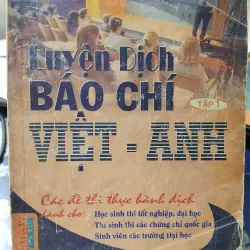 Luyện Dịch
BÁO CHÍ
TẬP 1
VIỆT - ANH
Các đề thi thực hành dịch
dành cho: Học sinh thi tốt nghiệp, đại học
Thí sinh thi các chứng chỉ quốc gia
Sinh viên các trường Đại học